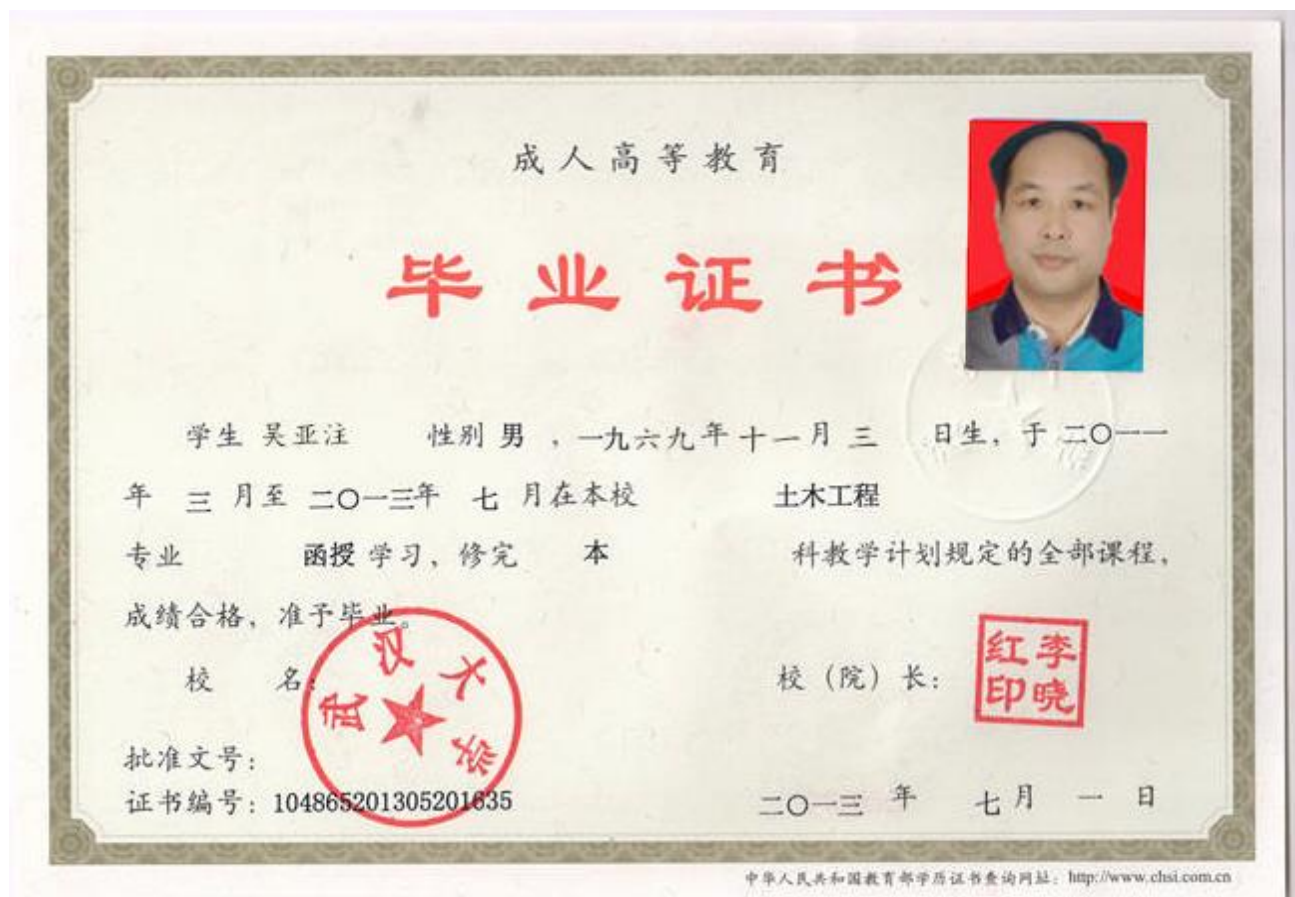 成人高等教育
毕业证书
学生 吴亚注 性别 男 ，一九六九年十一月三 日生，于二〇一一
年 三 月至 二〇一三年 七 月在本校 土木工程
专业 函授 学习，修完 本 科教学计划规定的全部课程，
成绩合格，准予毕业。
校 名： 武汉大学
校（院）长： 李晓红印
批准文号：
证书编号：104865201305201635
二〇一三 年 七 月 一 日
中华人民共和国教育部学历证书查询网址：http://www.chsi.com.cn